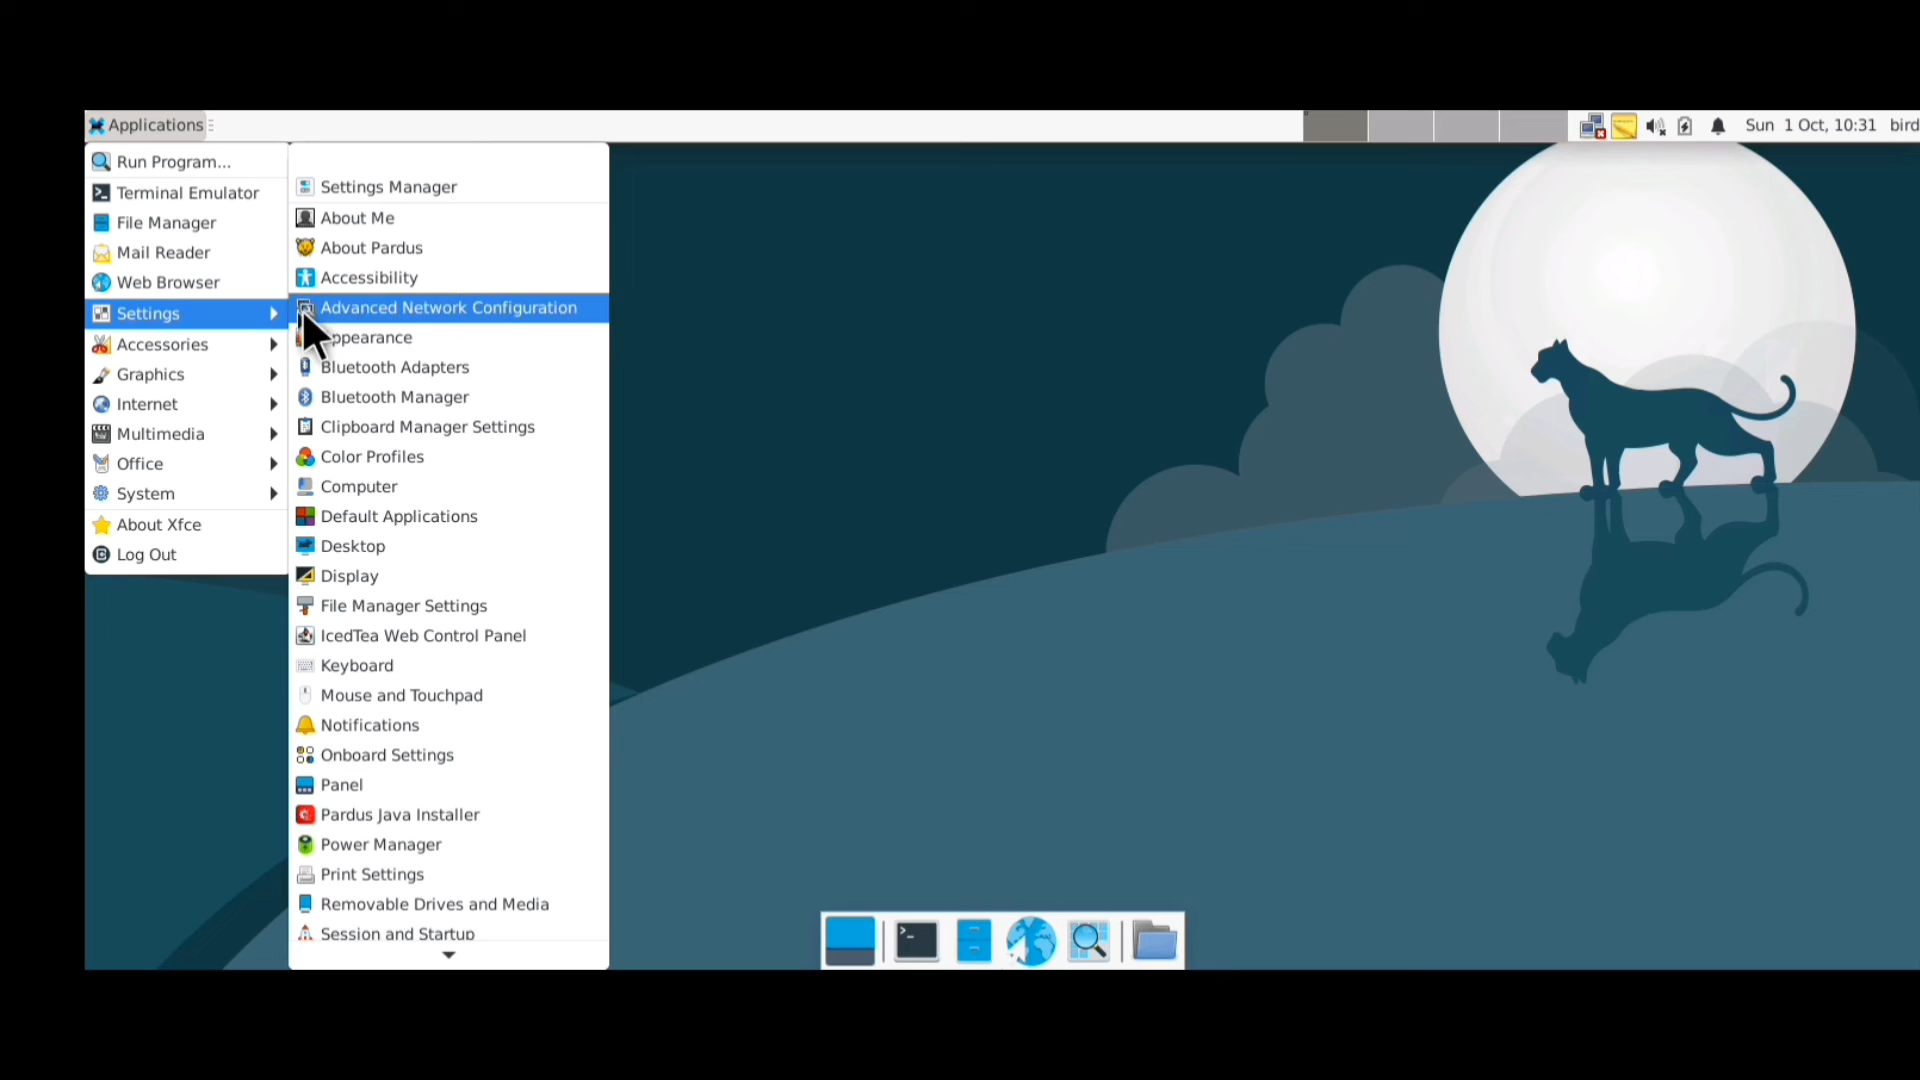 Applications
Sun 1 Oct, 10:31 bird
Run Program...
Terminal Emulator
File Manager
Mail Reader
Web Browser
Settings
Accessories
Graphics
Internet
Multimedia
Office
System
About Xfce
Log Out
Settings Manager
About Me
About Pardus
Accessibility
Advanced Network Configuration
ppearance
Bluetooth Adapters
Bluetooth Manager
Clipboard Manager Settings
Color Profiles
Computer
Default Applications
Desktop
Display
File Manager Settings
IcedTea Web Control Panel
Keyboard
Mouse and Touchpad
Notifications
Onboard Settings
Panel
Pardus Java Installer
Power Manager
Print Settings
Removable Drives and Media
Session and Startup